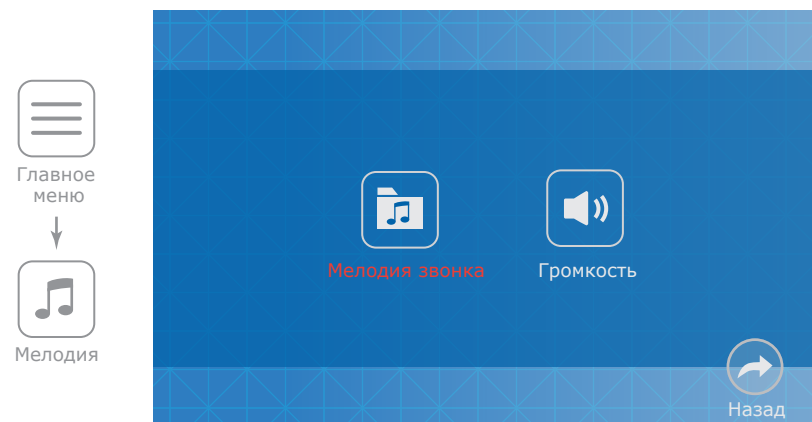 Главное
меню
Мелодия
Мелодия звонка
Громкость
Назад